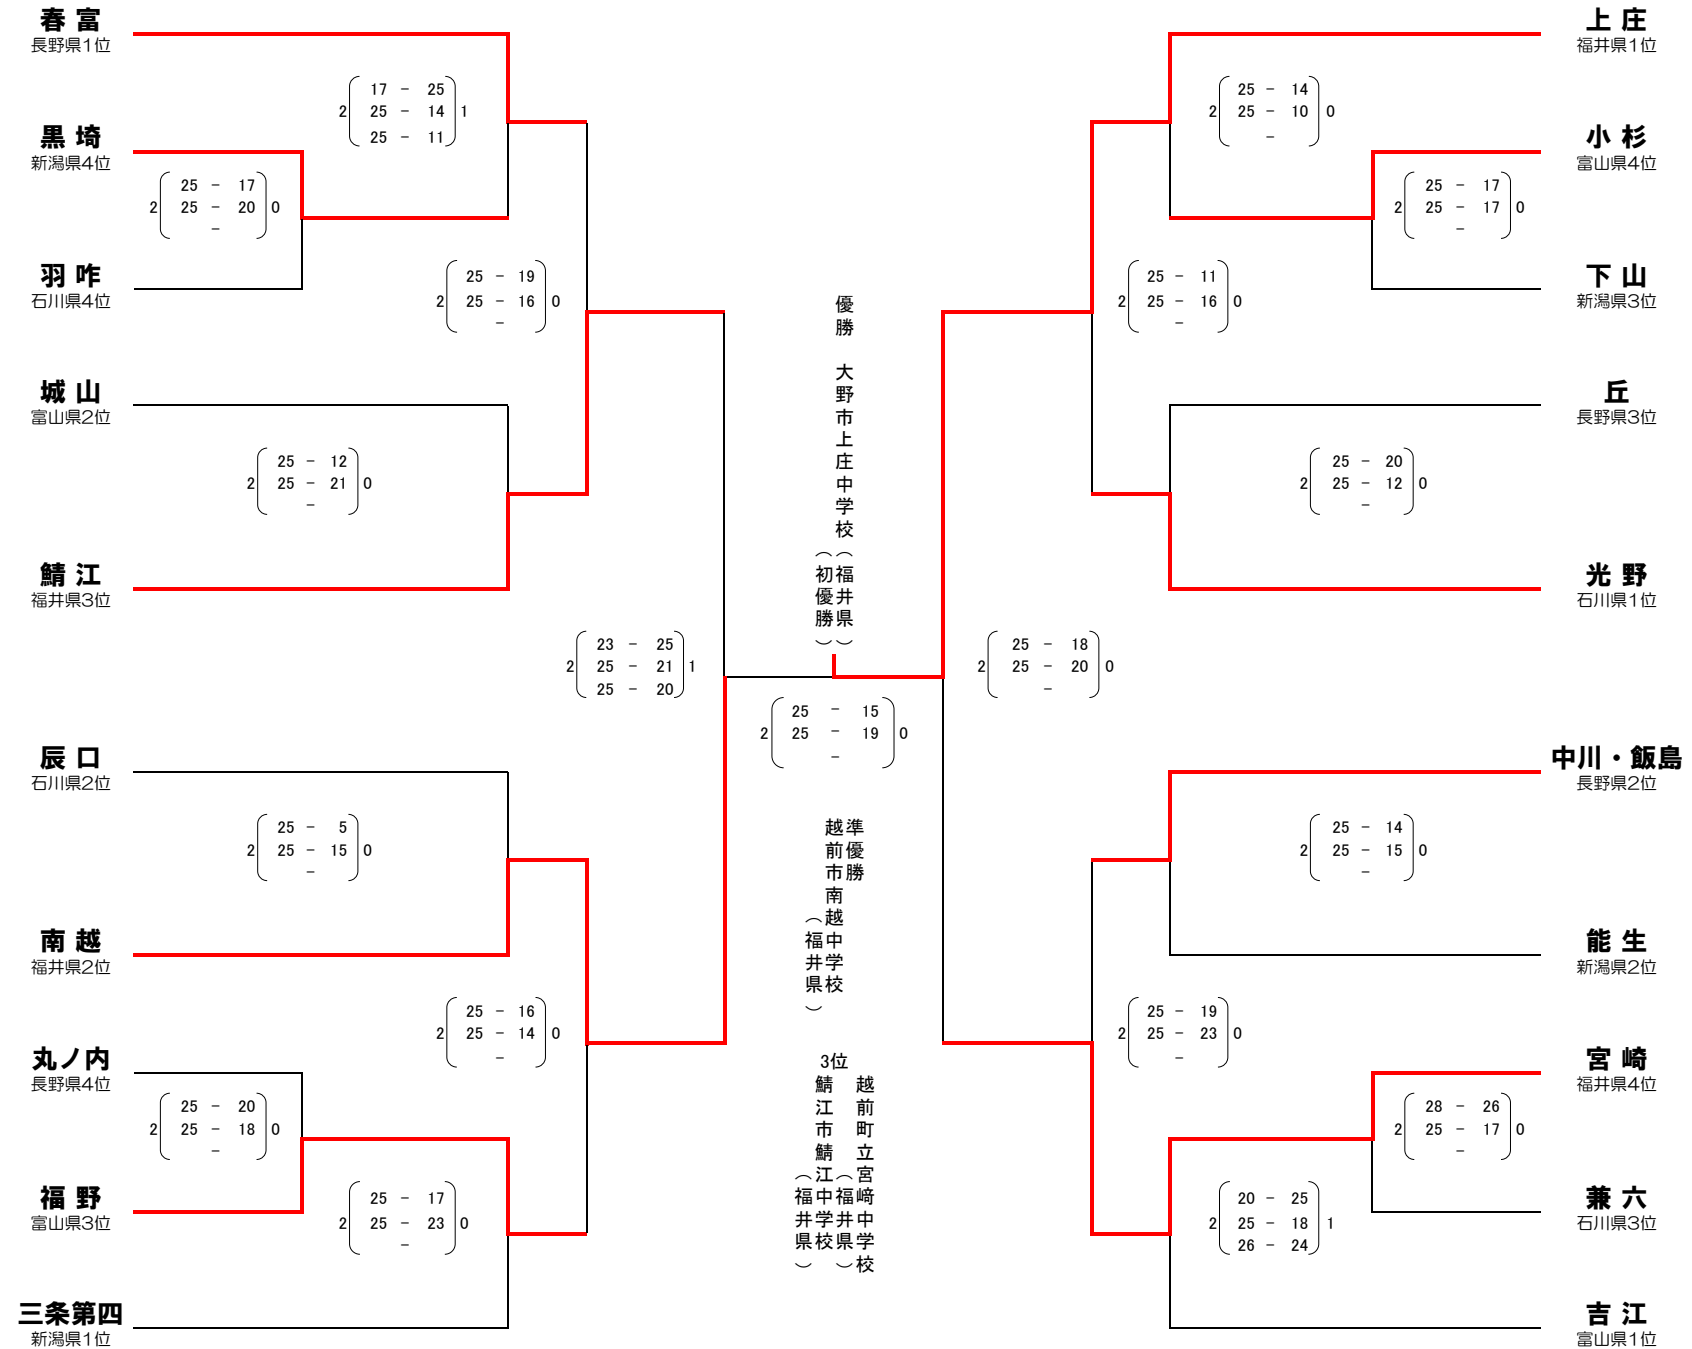 春 富
長野県1位
17 - 25
2 25 - 14 1
25 - 11
黒 埼
新潟県4位
25 - 17
2 25 - 20 0
-
羽 咋
石川県4位
25 - 19
2 25 - 16 0
-
城 山
富山県2位
25 - 12
2 25 - 21 0
-
鯖 江
福井県3位
23 - 25
2 25 - 21 1
25 - 20
辰 口
石川県2位
25 - 5
2 25 - 15 0
-
南 越
福井県2位
25 - 16
2 25 - 14 0
-
丸ノ内
長野県4位
25 - 20
2 25 - 18 0
-
福 野
富山県3位
25 - 17
2 25 - 23 0
-
三条第四
新潟県1位
優勝 大野市上庄中学校(福井県)
(初優勝)
25 - 15
2 25 - 19 0
-
準優勝
越前市南越中学校
(福井県)
3位
越前町立宮崎中学校
(福井県)
鯖江市鯖江中学校
(福井県)
上 庄
福井県1位
25 - 14
2 25 - 10 0
-
小 杉
富山県4位
25 - 17
2 25 - 17 0
-
下 山
新潟県3位
25 - 11
2 25 - 16 0
-
丘
長野県3位
25 - 20
2 25 - 12 0
-
光 野
石川県1位
25 - 18
2 25 - 20 0
-
中川・飯島
長野県2位
25 - 14
2 25 - 15 0
-
能 生
新潟県2位
25 - 19
2 25 - 23 0
-
宮 崎
福井県4位
28 - 26
2 25 - 17 0
-
兼 六
石川県3位
20 - 25
2 25 - 18 1
26 - 24
吉 江
富山県1位